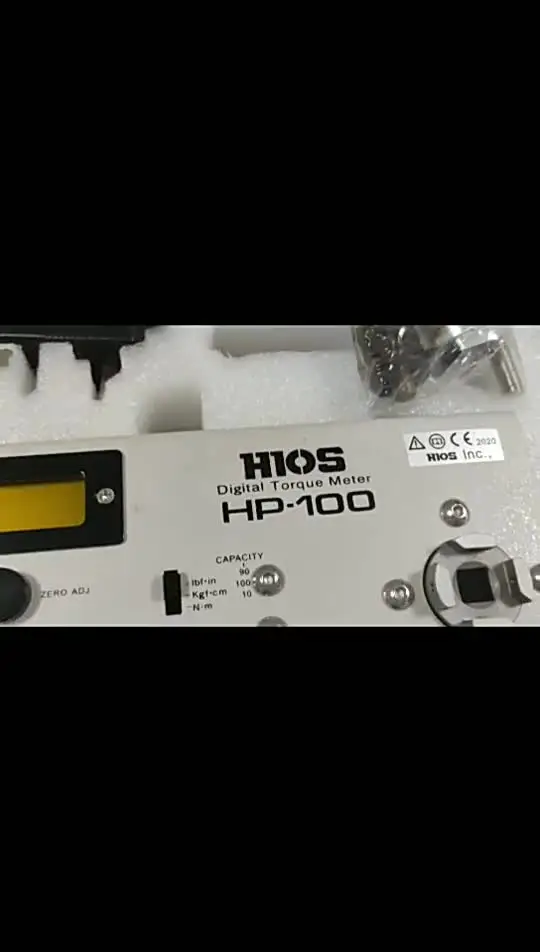 HIOS
Digital Torque Meter
HP-100
CE 2020
HIOS Inc.,
CAPACITY
90
lbf·in 100
Kgf·cm 10
N·m
ZERO ADJ